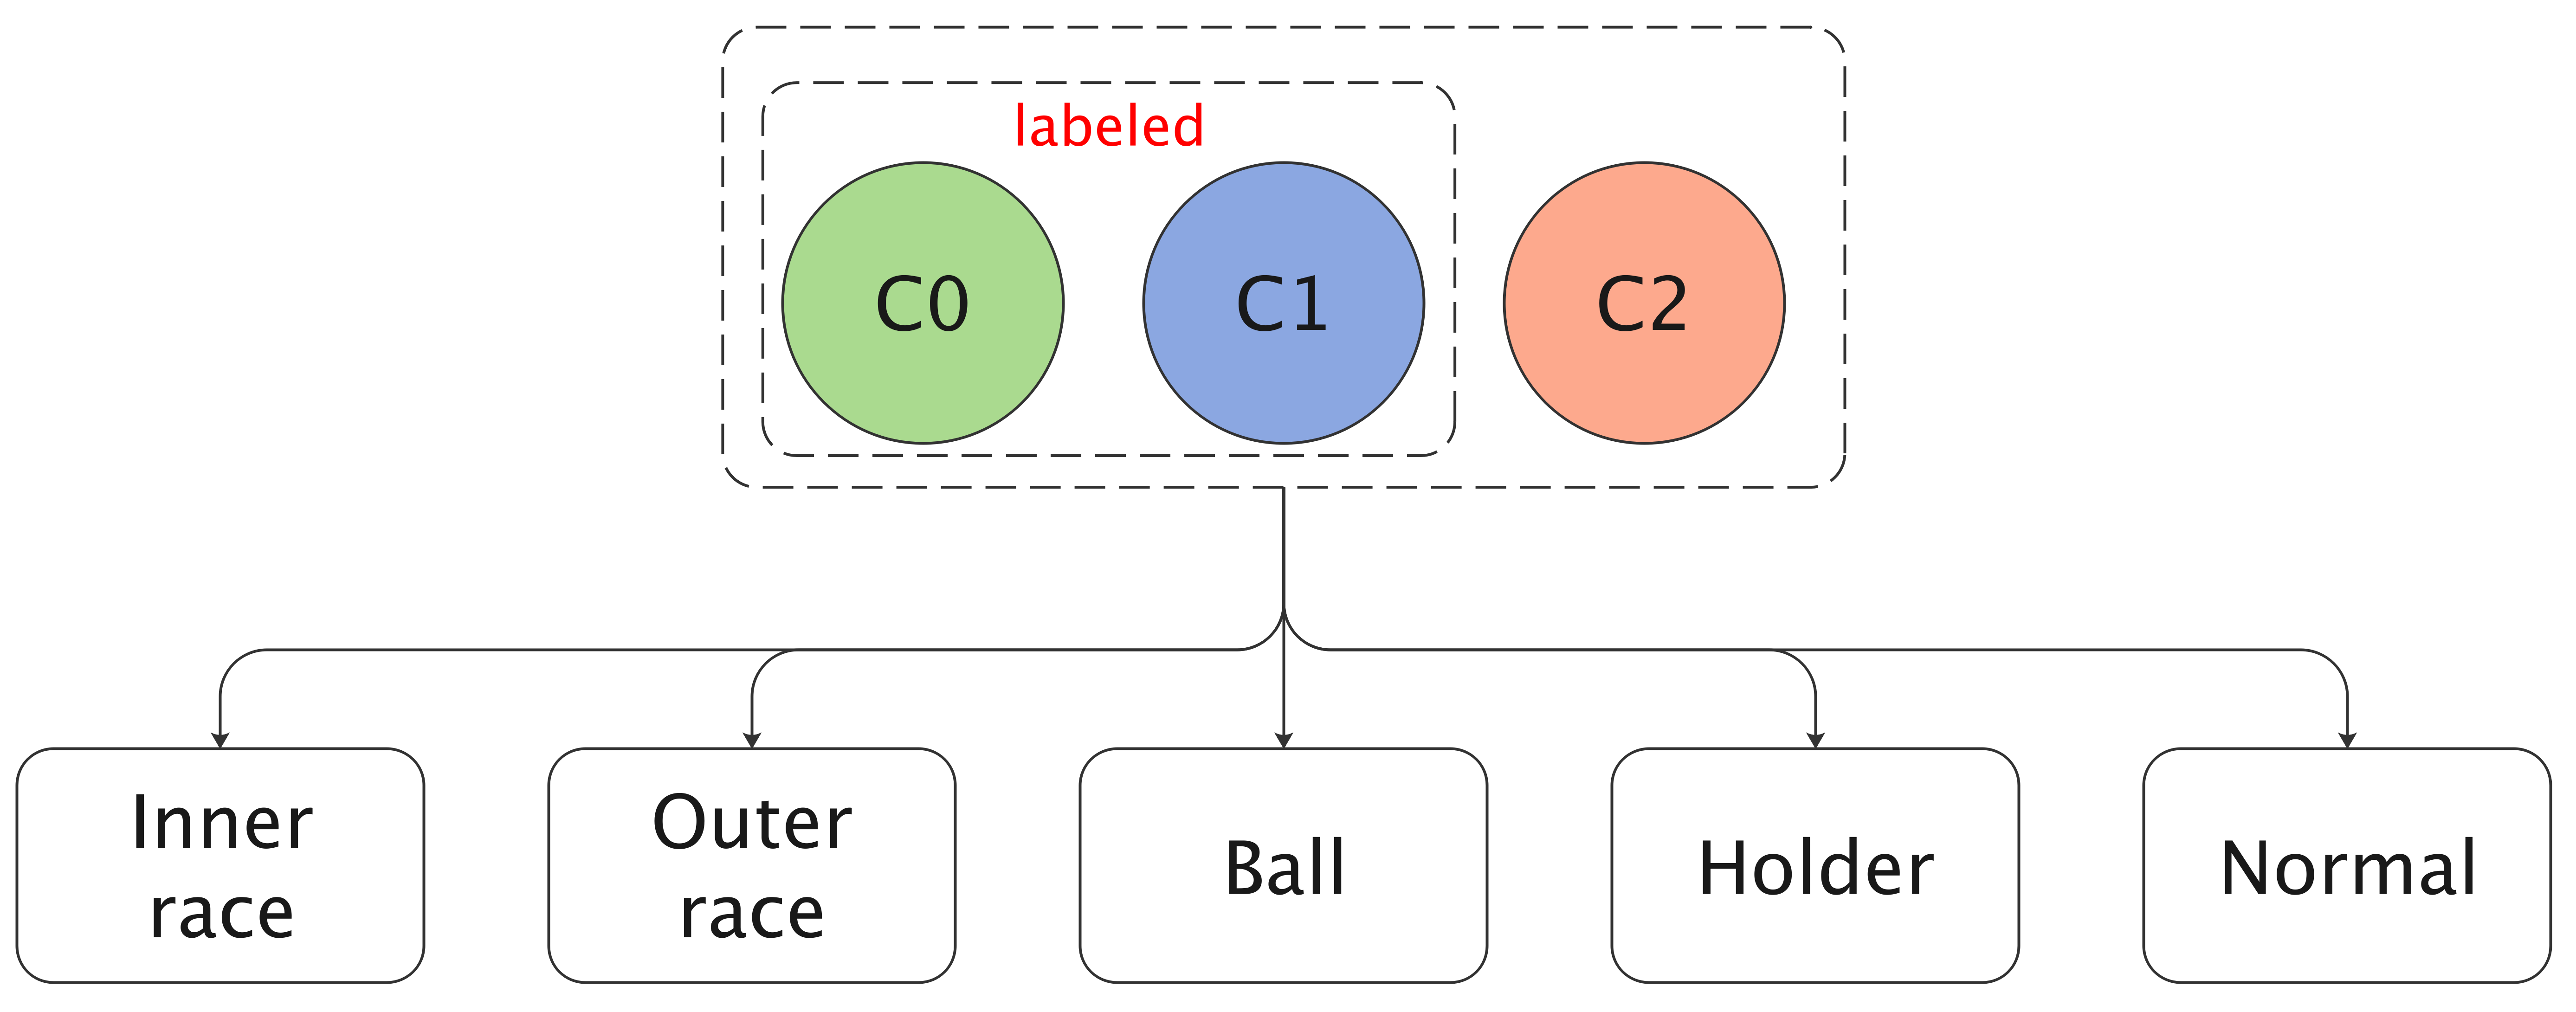 labeled
C0
C1
C2
Inner
race
Outer
race
Ball
Holder
Normal